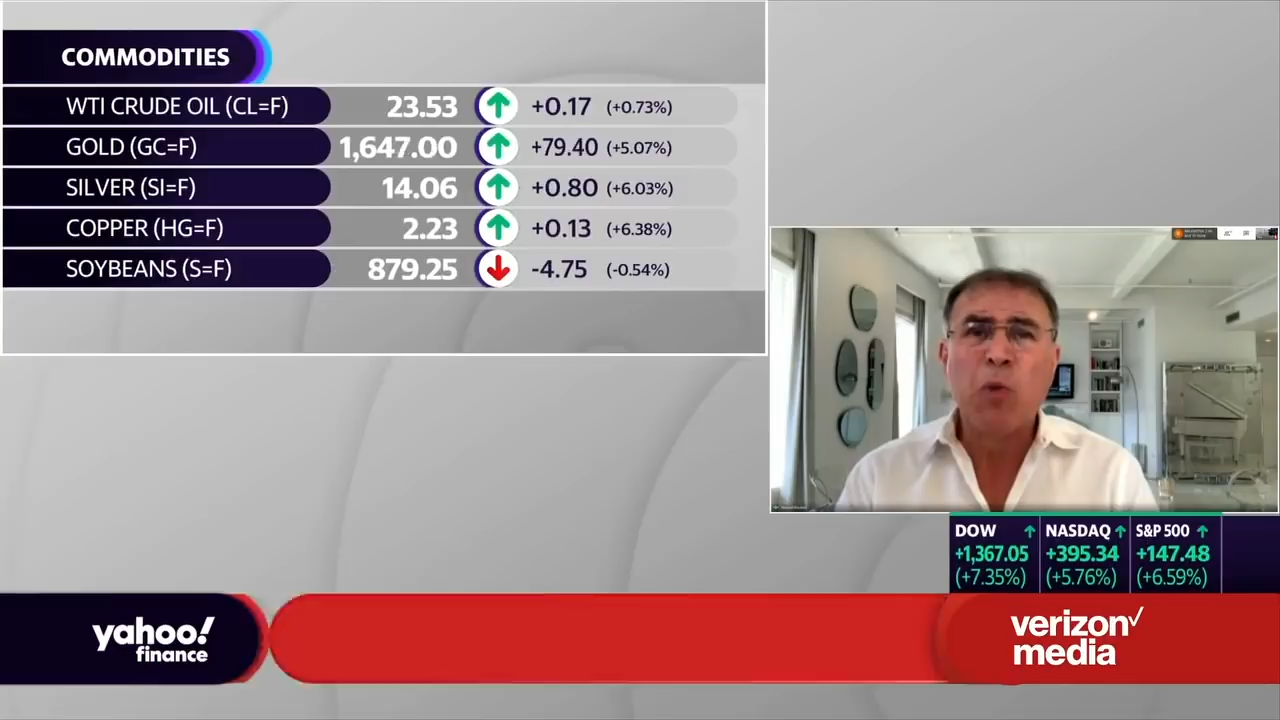 COMMODITIES
WTI CRUDE OIL (CL=F) 23.53 +0.17 (+0.73%)
GOLD (GC=F) 1,647.00 +79.40 (+5.07%)
SILVER (SI=F) 14.06 +0.80 (+6.03%)
COPPER (HG=F) 2.23 +0.13 (+6.38%)
SOYBEANS (S=F) 879.25 -4.75 (-0.54%)
DOW NASDAQ S&P 500
+1,367.05 +395.34 +147.48
(+7.35%) (+5.76%) (+6.59%)
yahoo!
finance
verizon
media